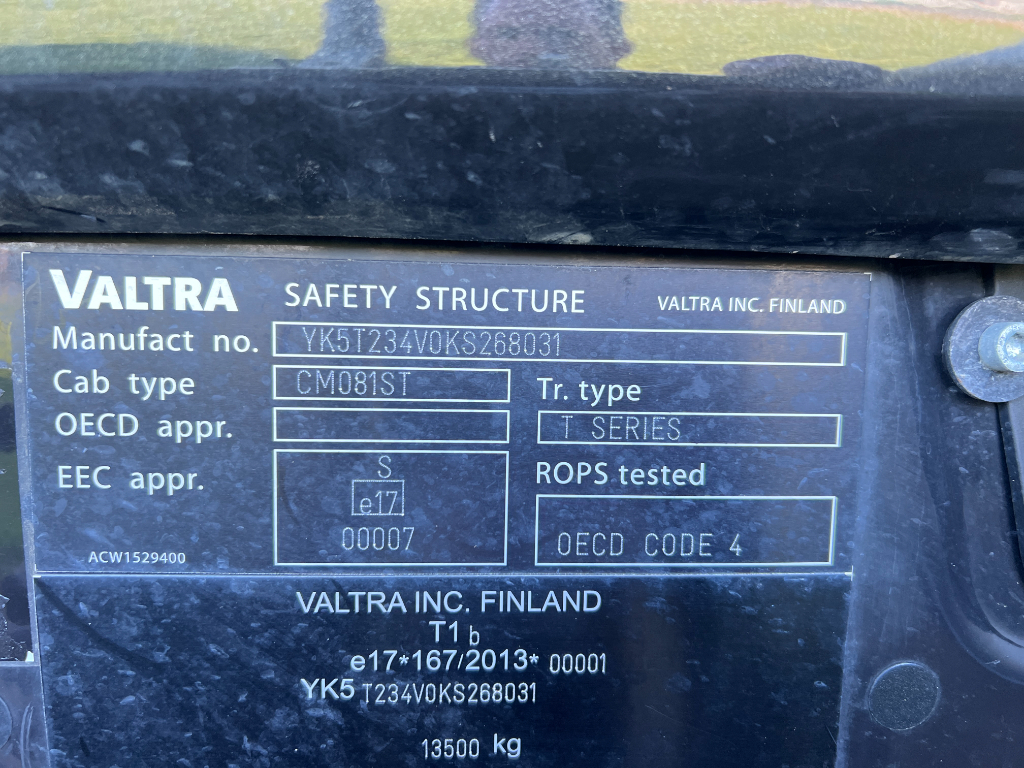 VALTRA SAFETY STRUCTURE VALTRA INC. FINLAND
Manufact no. YK5T234V0KS268031
Cab type CM081ST Tr. type
OECD appr. T SERIES
EEC appr. S ROPS tested
e17
00007 OECD CODE 4
ACW1529400
VALTRA INC. FINLAND
T1 b
e17*167/2013* 00001
YK5 T234V0KS268031
13500 kg